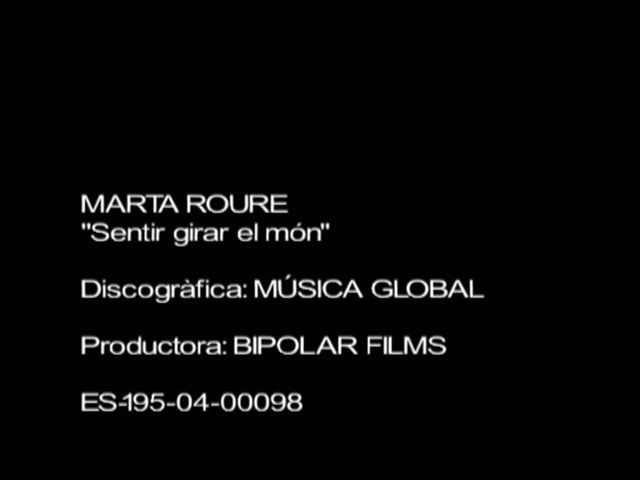 MARTA ROURE
"Sentir girar el món"
Discogràfica: MÚSICA GLOBAL
Productora: BIPOLAR FILMS
ES-195-04-00098